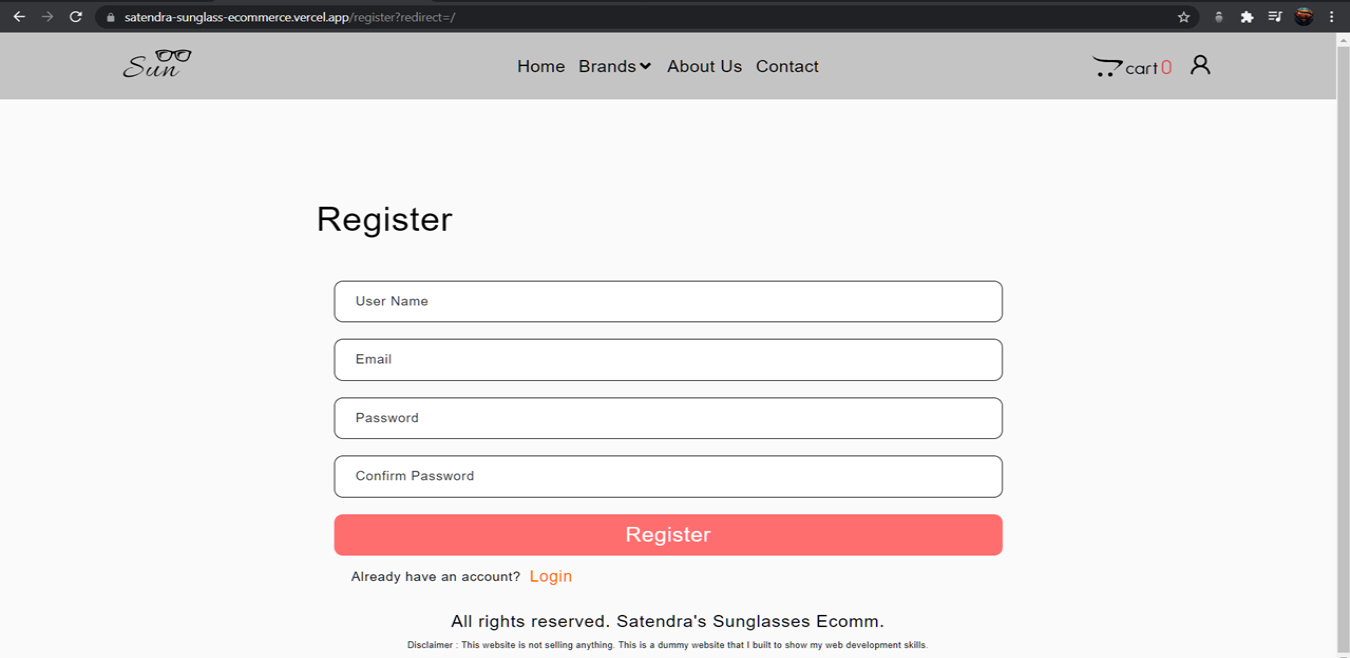 satendra-sunglass-ecommerce.vercel.app/register?redirect=/
Sun Home Brands About Us Contact cart 0
Register
User Name
Email
Password
Confirm Password
Register
Already have an account? Login
All rights reserved. Satendra's Sunglasses Ecomm.
Disclaimer : This website is not selling anything. This is a dummy website that I built to show my web development skills.